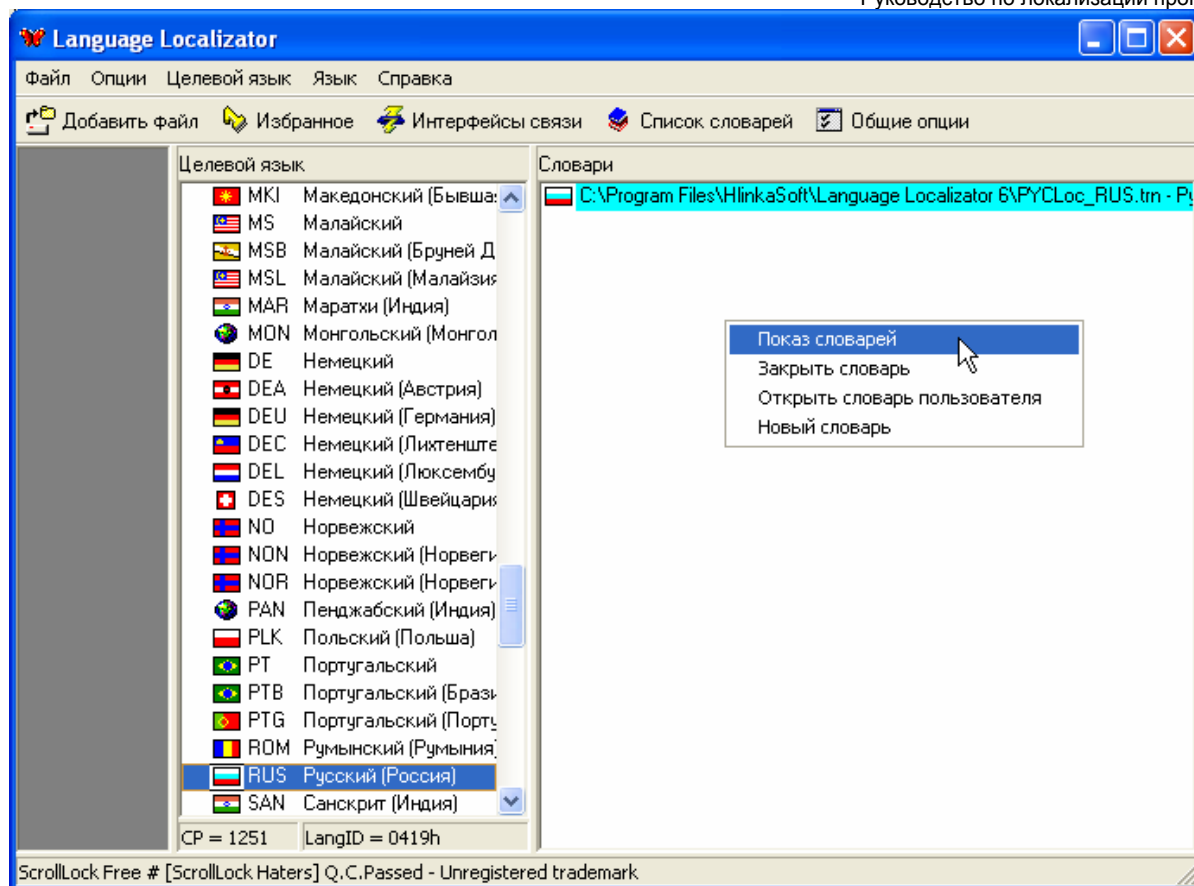 Руководство по локализации про
Language Localizator
Файл Опции Целевой язык Язык Справка
Добавить файл Избранное Интерфейсы связи Список словарей Общие опции
Целевой язык
MKI Македонский (Бывша
MS Малайский
MSB Малайский (Бруней Д
MSL Малайский (Малайзия
MAR Маратхи (Индия)
MON Монгольский (Монгол
DE Немецкий
DEA Немецкий (Австрия)
DEU Немецкий (Германия)
DEC Немецкий (Лихтенште
DEL Немецкий (Люксембу
DES Немецкий (Швейцария
NO Норвежский
NON Норвежский (Норвеги
NOR Норвежский (Норвеги
PAN Пенджабский (Индия)
PLK Польский (Польша)
PT Португальский
PTB Португальский (Брази
PTG Португальский (Порту
ROM Румынский (Румыния)
RUS Русский (Россия)
SAN Санскрит (Индия)
CP = 1251 LangID = 0419h
Словари
C:\Program Files\HlinkaSoft\Language Localizator 6\PYCLoc_RUS.trn - Ру
Показ словарей
Закрыть словарь
Открыть словарь пользователя
Новый словарь
ScrollLock Free # [ScrollLock Haters] Q.C.Passed - Unregistered trademark